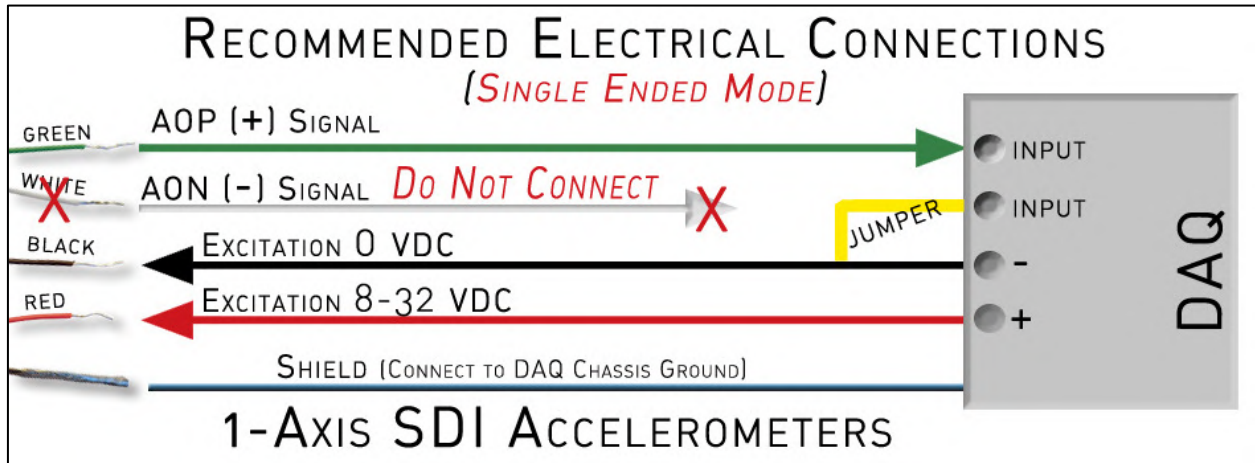 RECOMMENDED ELECTRICAL CONNECTIONS
(SINGLE ENDED MODE)
GREEN
AOP (+) SIGNAL
INPUT
WHITE
AON (-) SIGNAL DO NOT CONNECT
X
X
JUMPER
INPUT
BLACK
EXCITATION 0 VDC
-
RED
EXCITATION 8-32 VDC
+
DAQ
SHIELD (CONNECT TO DAQ CHASSIS GROUND)
1-AXIS SDI ACCELEROMETERS